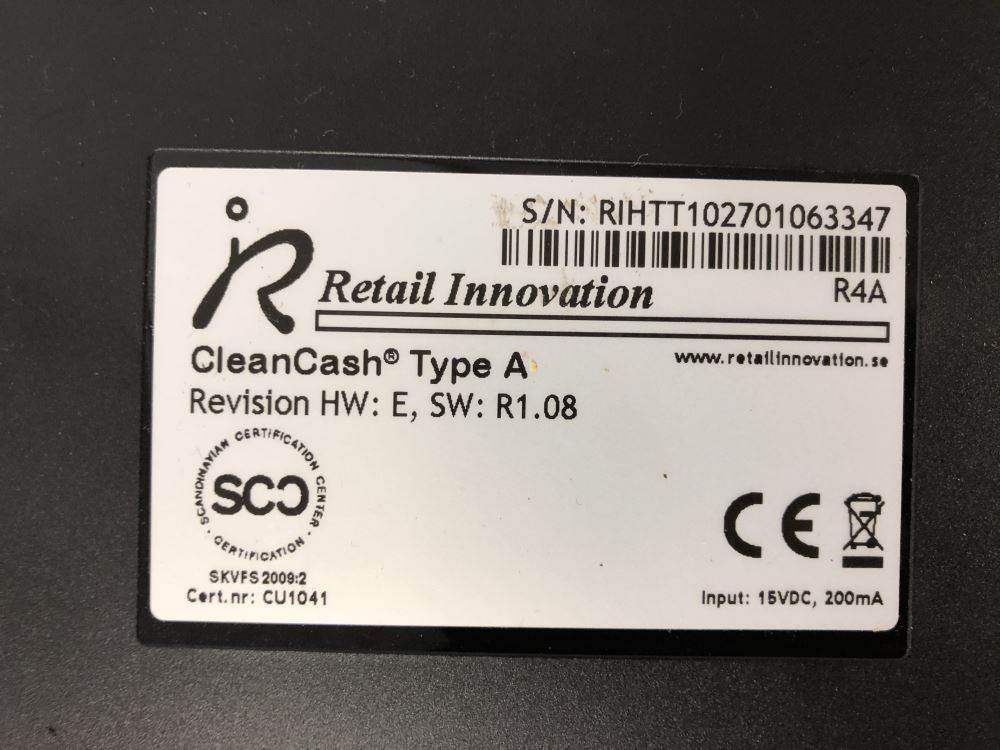 S/N: RIHTT102701063347
R4A
iR
Retail Innovation
CleanCash® Type A
www.retailinnovation.se
Revision HW: E, SW: R1.08
SCANDINAVIAN CERTIFICATION CENTER
SCC
· CERTIFICATION ·
SKVFS 2009:2
Cert.nr: CU1041
CE
Input: 15VDC, 200mA